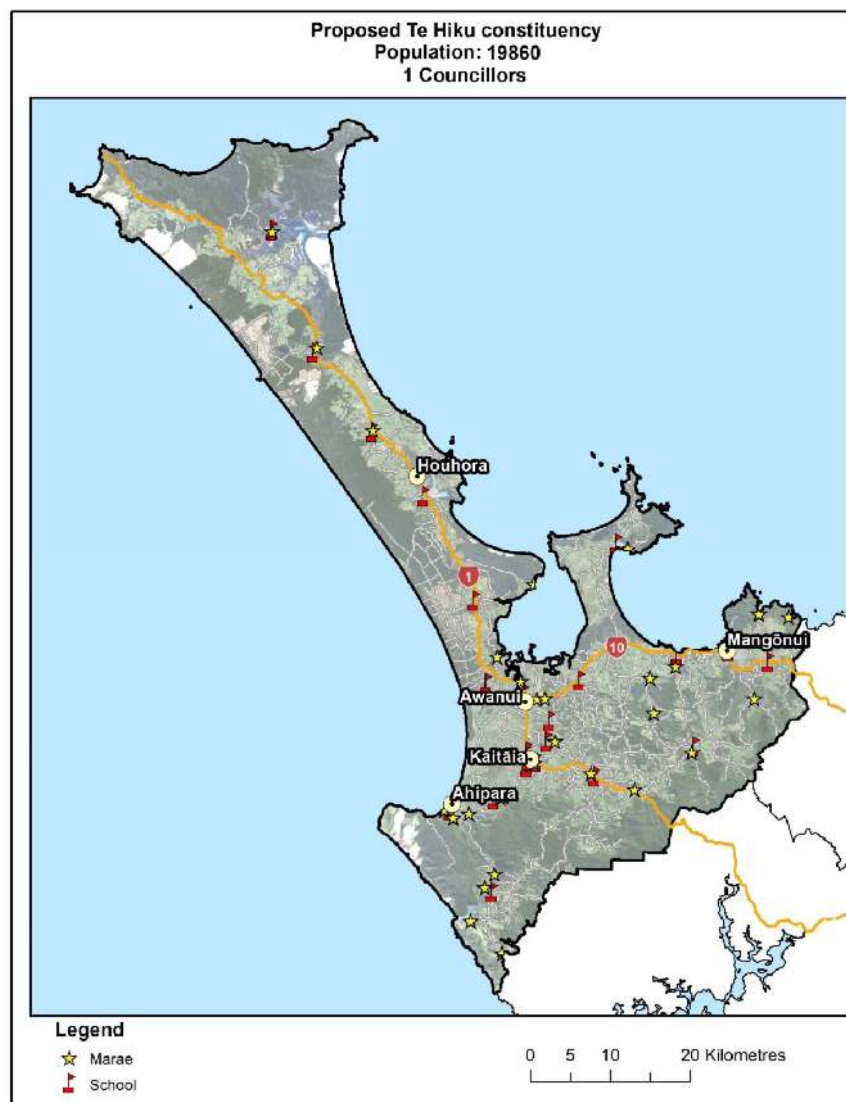 Proposed Te Hiku constituency
Population: 19860
1 Councillors
Houhora
1
10
Mangōnui
Awanui
Kaitāia
Ahipara
Legend
Marae
School
0 5 10 20 Kilometres